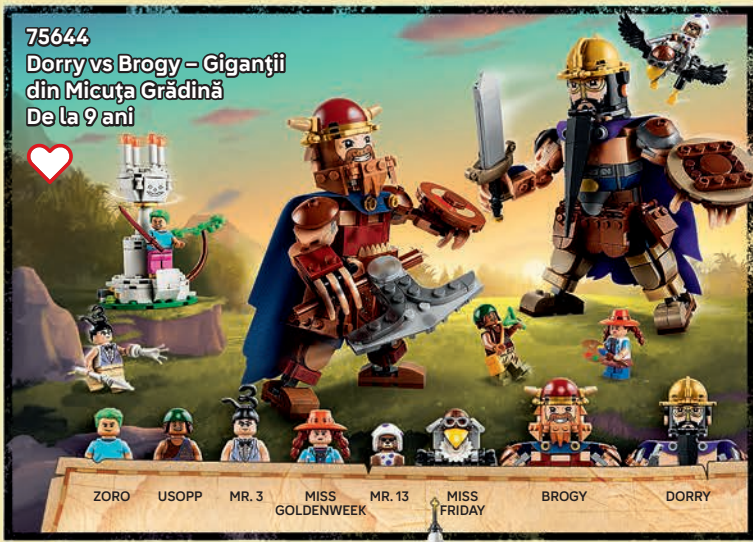 75644
Dorry vs Brogy – Giganţii
din Micuţa Grădină
De la 9 ani
ZORO
USOPP
MR. 3
MISS
GOLDENWEEK
MR. 13
MISS
FRIDAY
BROGY
DORRY